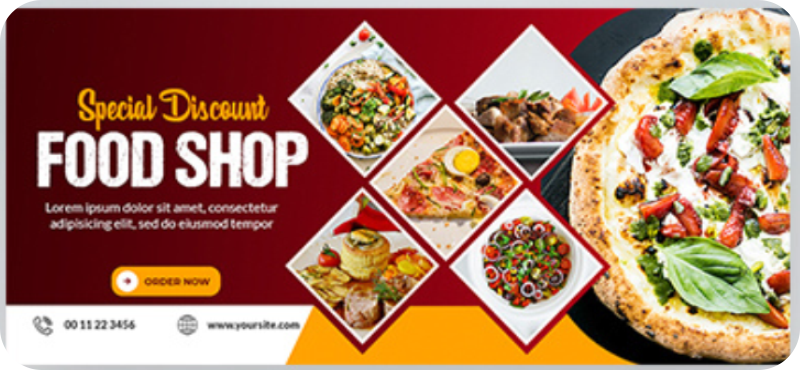 Special Discount
FOOD SHOP
Lorem ipsum dolor sit amet, consectetur
adipisicing elit, sed do eiusmod tempor
ORDER NOW
00 11 22 3456
www.yoursite.com